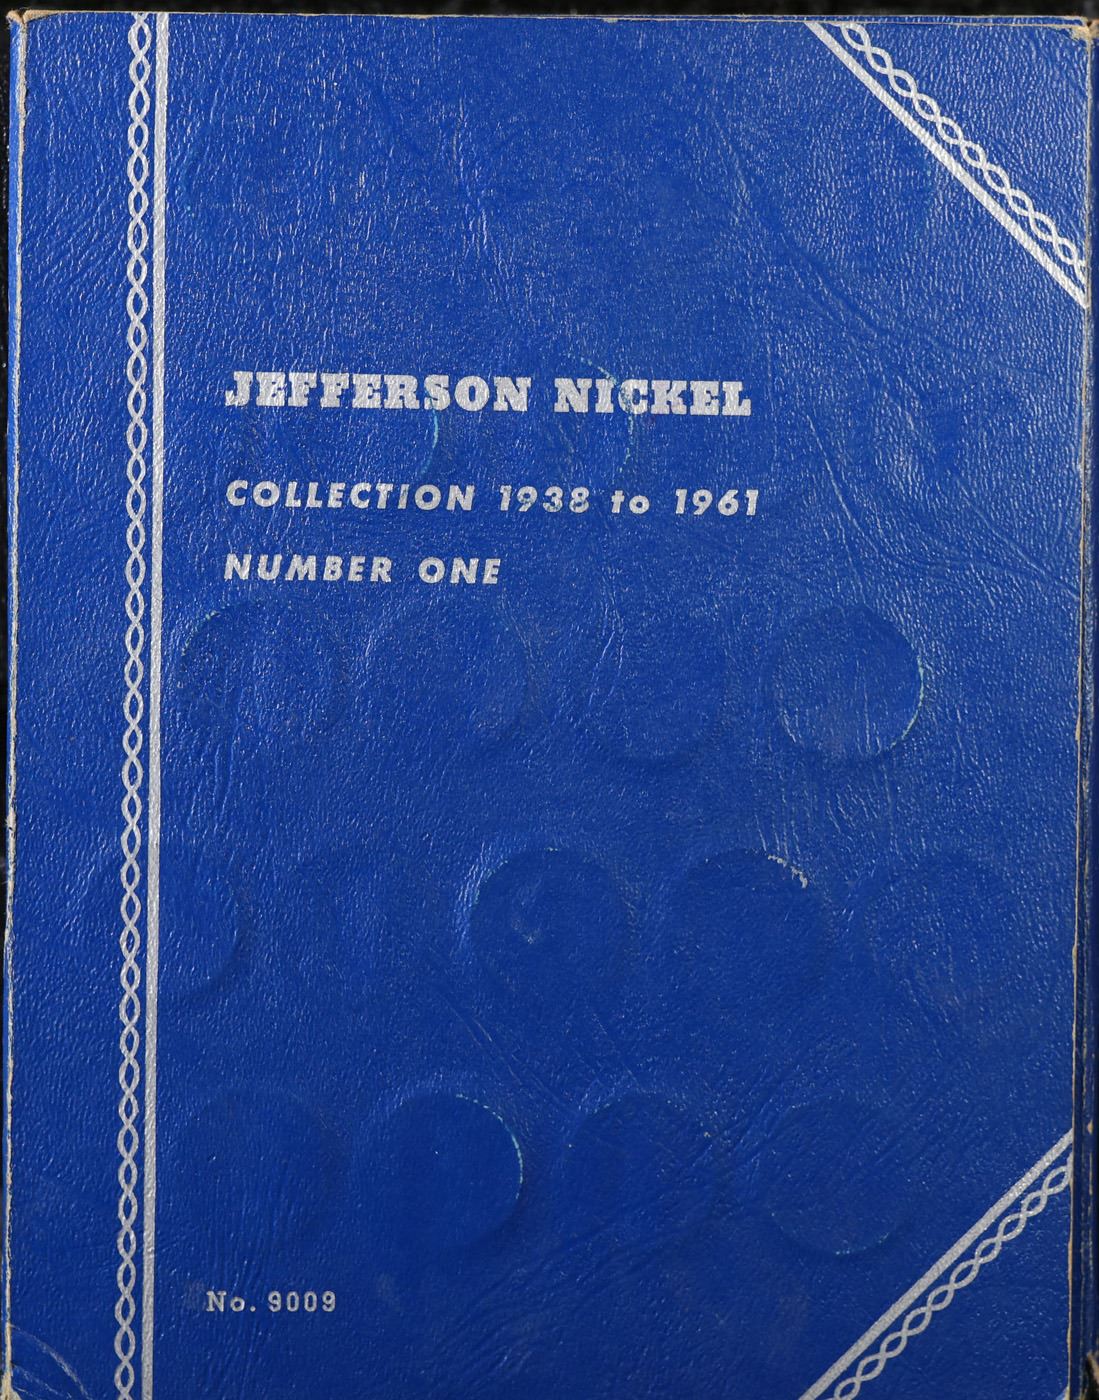 JEFFERSON NICKEL
COLLECTION 1938 to 1961
NUMBER ONE
No. 9009